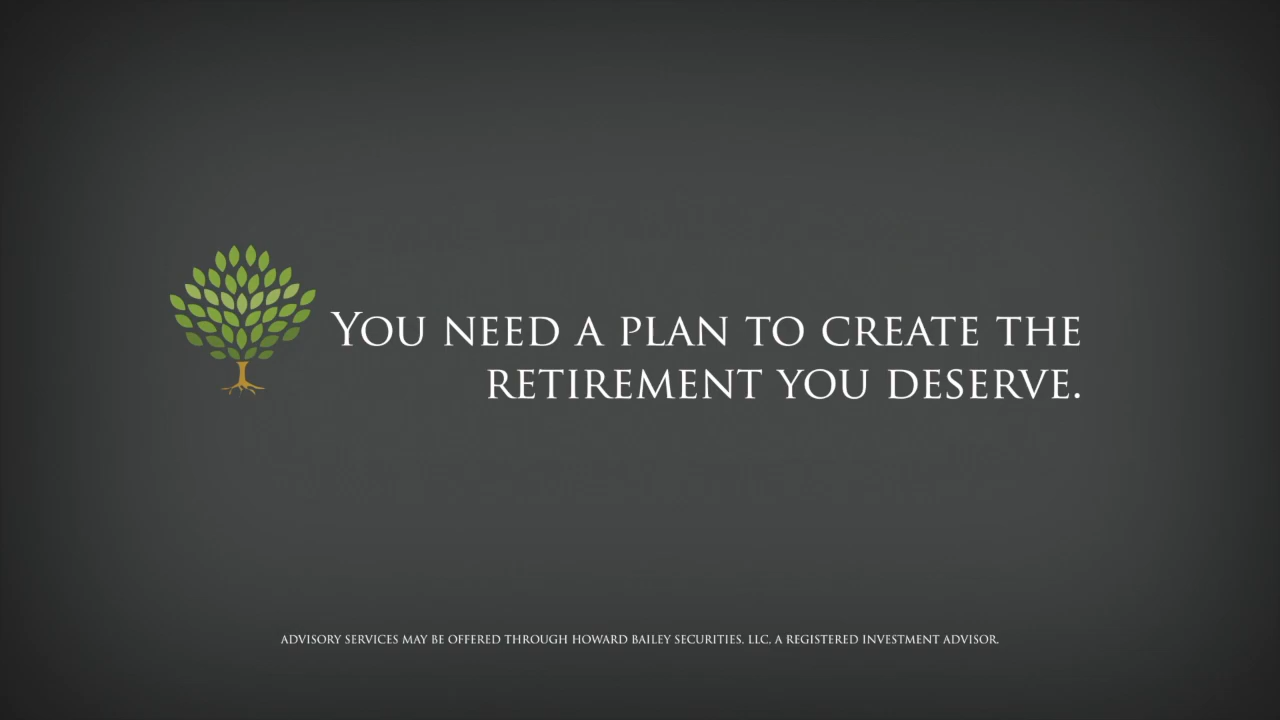 You need a plan to create the
retirement you deserve.
ADVISORY SERVICES MAY BE OFFERED THROUGH HOWARD BAILEY SECURITIES, LLC, A REGISTERED INVESTMENT ADVISOR.